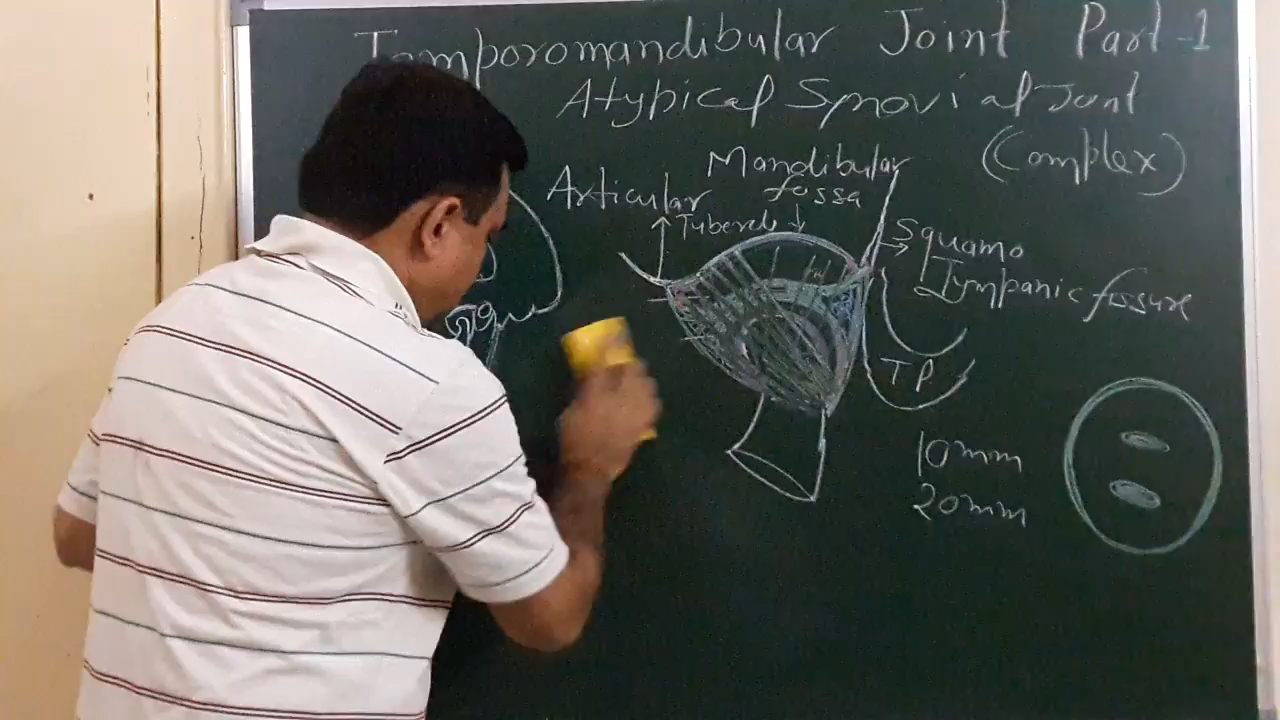 Temporomandibular Joint Part-1
Atypical Synovial Joint
(Complex)
Mandibular
fossa
Articular
Tubercle
Squamo
Tympanic fissure
TP
10mm
20mm